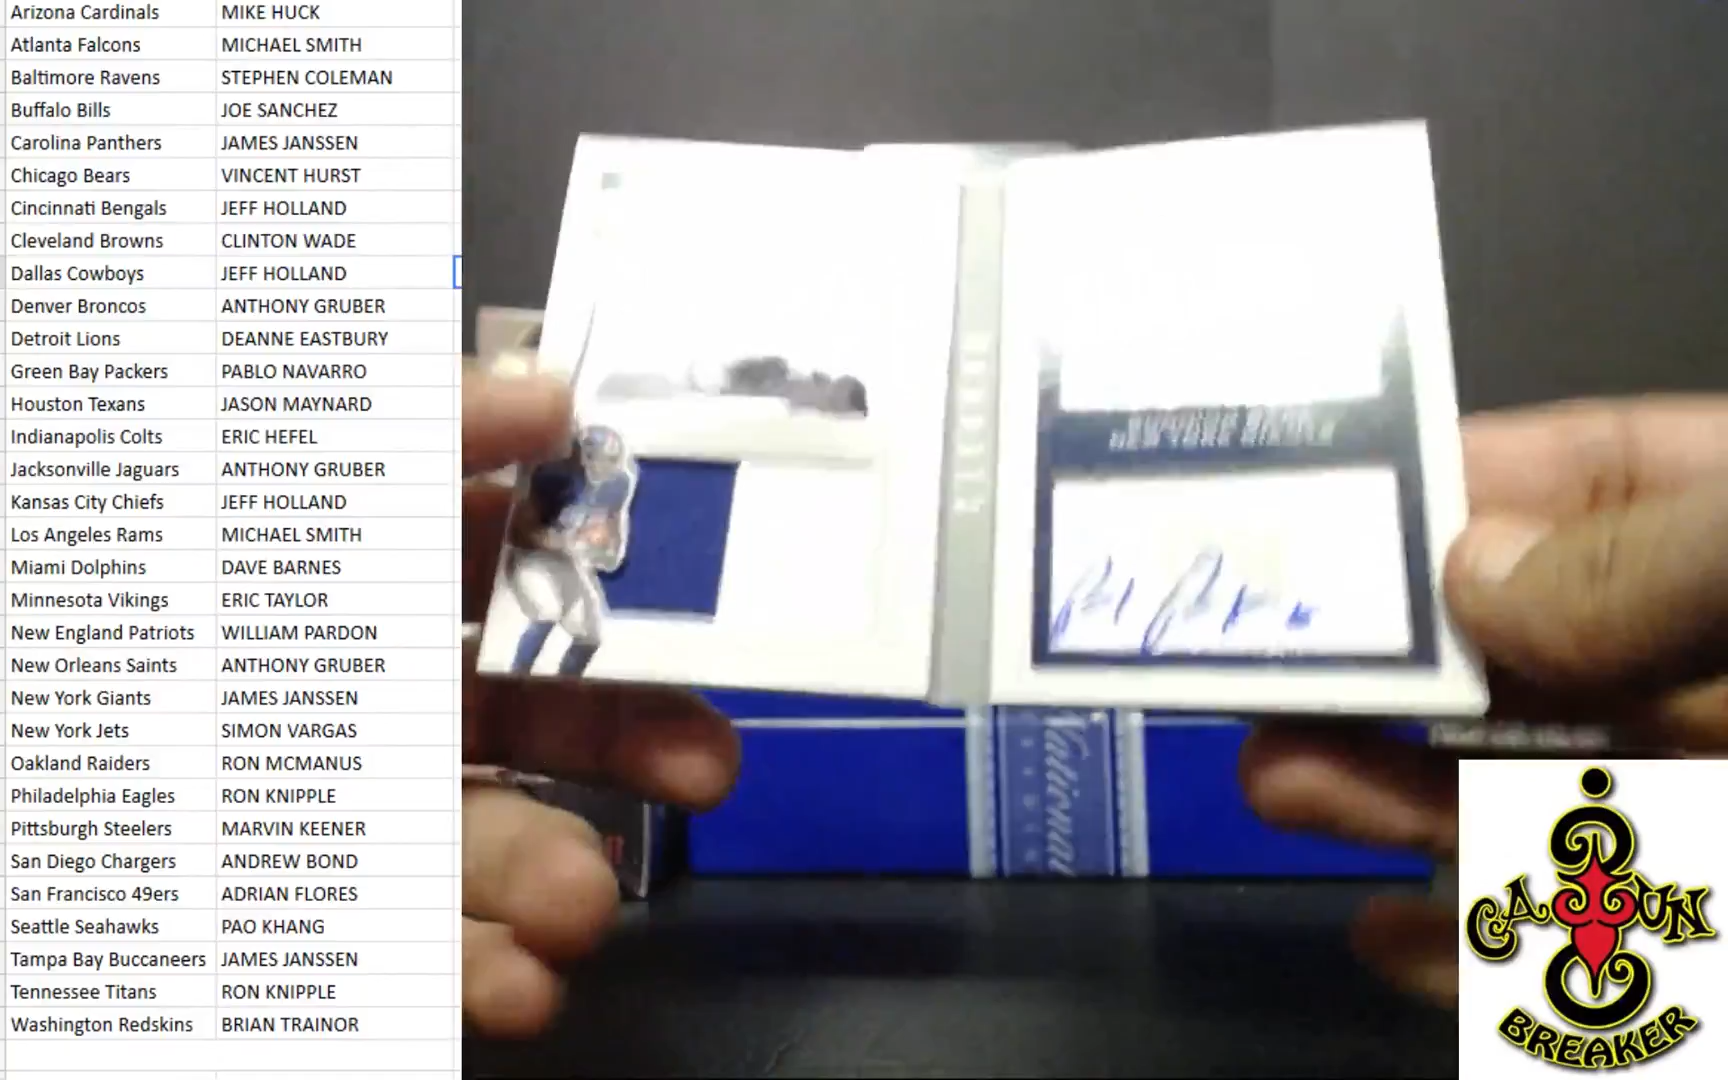 Arizona Cardinals MIKE HUCK
Atlanta Falcons MICHAEL SMITH
Baltimore Ravens STEPHEN COLEMAN
Buffalo Bills JOE SANCHEZ
Carolina Panthers JAMES JANSSEN
Chicago Bears VINCENT HURST
Cincinnati Bengals JEFF HOLLAND
Cleveland Browns CLINTON WADE
Dallas Cowboys JEFF HOLLAND
Denver Broncos ANTHONY GRUBER
Detroit Lions DEANNE EASTBURY
Green Bay Packers PABLO NAVARRO
Houston Texans JASON MAYNARD
Indianapolis Colts ERIC HEFEL
Jacksonville Jaguars ANTHONY GRUBER
Kansas City Chiefs JEFF HOLLAND
Los Angeles Rams MICHAEL SMITH
Miami Dolphins DAVE BARNES
Minnesota Vikings ERIC TAYLOR
New England Patriots WILLIAM PARDON
New Orleans Saints ANTHONY GRUBER
New York Giants JAMES JANSSEN
New York Jets SIMON VARGAS
Oakland Raiders RON MCMANUS
Philadelphia Eagles RON KNIPPLE
Pittsburgh Steelers MARVIN KEENER
San Diego Chargers ANDREW BOND
San Francisco 49ers ADRIAN FLORES
Seattle Seahawks PAO KHANG
Tampa Bay Buccaneers JAMES JANSSEN
Tennessee Titans RON KNIPPLE
Washington Redskins BRIAN TRAINOR
NEW YORK GIANTS
National
CAJUN
BREAKER